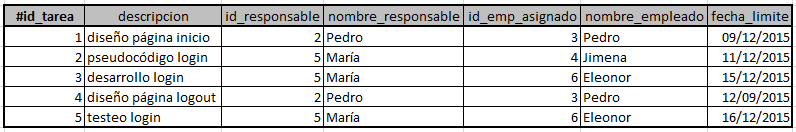 #id_tarea descripcion id_responsable nombre_responsable id_emp_asignado nombre_empleado fecha_limite
1 diseño página inicio 2 Pedro 3 Pedro 09/12/2015
2 pseudocódigo login 5 María 4 Jimena 11/12/2015
3 desarrollo login 5 María 6 Eleonor 15/12/2015
4 diseño página logout 2 Pedro 3 Pedro 12/09/2015
5 testeo login 5 María 6 Eleonor 16/12/2015